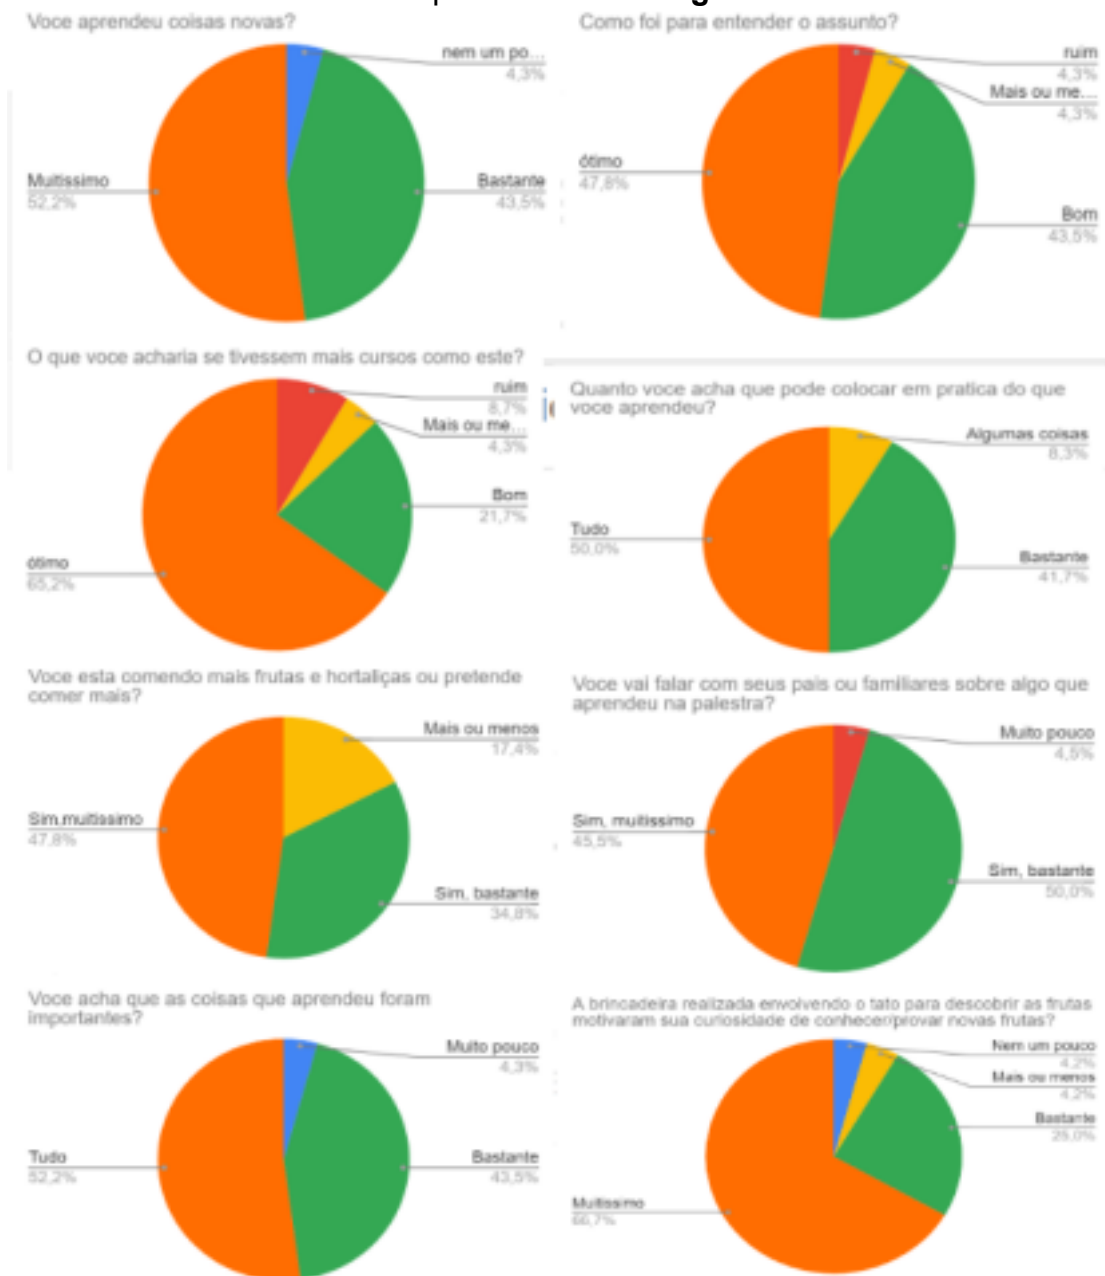 Voce aprendeu coisas novas?
nem um po...
4,3%
Muitissimo
52,2%
Bastante
43,5%
Como foi para entender o assunto?
ruim
4,3%
Mais ou me...
4,3%
ótimo
47,8%
Bom
43,5%
O que voce acharia se tivessem mais cursos como este?
ruim
8,7%
Mais ou me...
4,3%
Bom
21,7%
ótimo
65,2%
Quanto voce acha que pode colocar em pratica do que
voce aprendeu?
Algumas coisas
8,3%
Tudo
50,0%
Bastante
41,7%
Voce esta comendo mais frutas e hortaliças ou pretende
comer mais?
Mais ou menos
17,4%
Sim,muitissimo
47,8%
Sim, bastante
34,8%
Voce vai falar com seus pais ou familiares sobre algo que
aprendeu na palestra?
Muito pouco
4,5%
Sim, muitissimo
45,5%
Sim, bastante
50,0%
Voce acha que as coisas que aprendeu foram
importantes?
Muito pouco
4,3%
Tudo
52,2%
Bastante
43,5%
A brincadeira realizada envolvendo o tato para descobrir as frutas
motivaram sua curiosidade de conhecer/provar novas frutas?
Nem um pouco
4,2%
Mais ou menos
4,2%
Bastante
25,0%
Muitissimo
66,7%